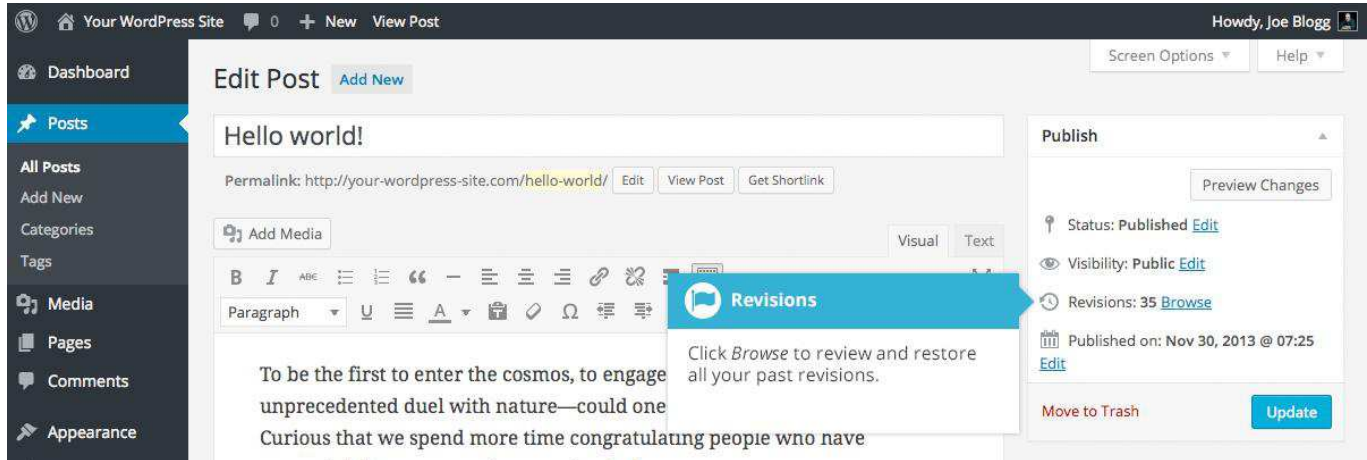 Your WordPress Site 0 + New View Post Howdy, Joe Blogg
Screen Options Help
Dashboard
Posts
All Posts
Add New
Categories
Tags
Media
Pages
Comments
Appearance
Edit Post Add New
Hello world!
Permalink: http://your-wordpress-site.com/hello-world/ Edit View Post Get Shortlink
Add Media
Visual Text
B I ABC
Paragraph U A Ω
To be the first to enter the cosmos, to engage
unprecedented duel with nature—could one
Curious that we spend more time congratulating people who have
Revisions
Click Browse to review and restore
all your past revisions.
Publish
Preview Changes
Status: Published Edit
Visibility: Public Edit
Revisions: 35 Browse
Published on: Nov 30, 2013 @ 07:25
Edit
Move to Trash Update